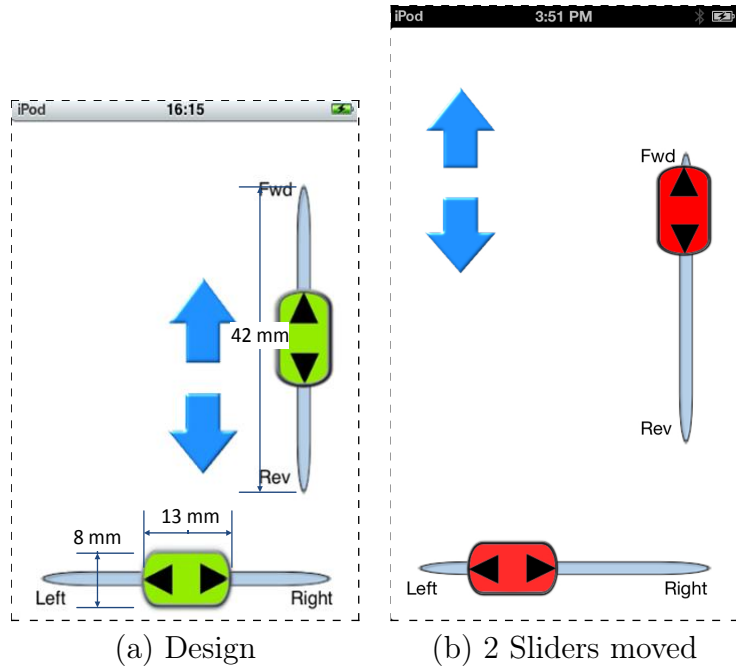 iPod 16:15
Fwd
42 mm
Rev
13 mm
8 mm
Left Right
(a) Design
iPod 3:51 PM
Fwd
Rev
Left Right
(b) 2 Sliders moved